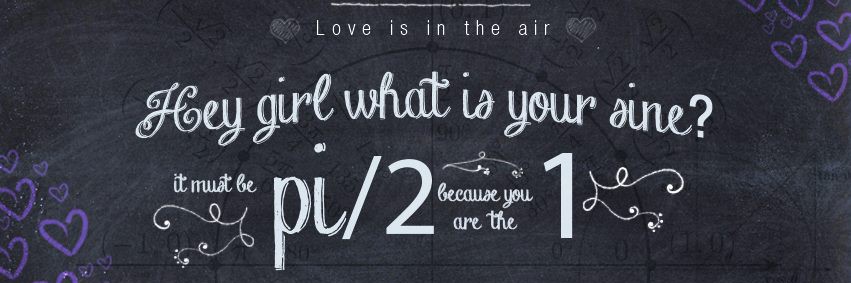 Love is in the air
Hey girl what is your sine?
it must be pi/2 because you are the 1